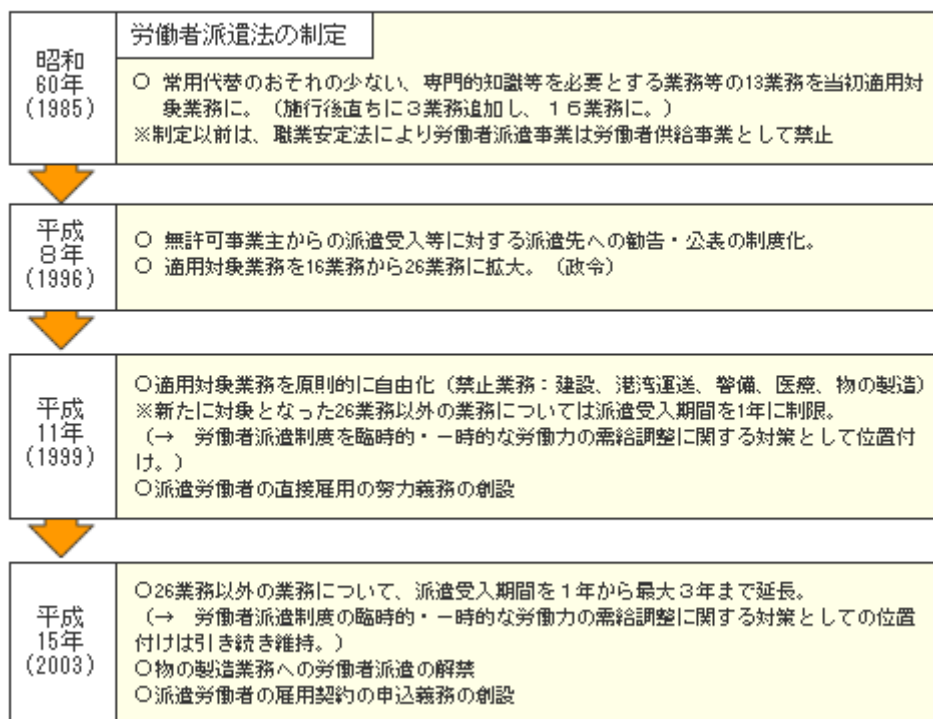 昭和
60年
(1985)
労働者派遣法の制定
○ 常用代替のおそれの少ない、専門的知識等を必要とする業務等の13業務を当初適用対
象業務に。（施行後直ちに３業務追加し、１６業務に。）
※制定以前は、職業安定法により労働者派遣事業は労働者供給事業として禁止
平成
８年
(1996)
○ 無許可事業主からの派遣受入等に対する派遣先への勧告・公表の制度化。
○ 適用対象業務を16業務から26業務に拡大。（政令）
平成
11年
(1999)
○適用対象業務を原則的に自由化（禁止業務：建設、港湾運送、警備、医療、物の製造）
※新たに対象となった26業務以外の業務については派遣受入期間を1年に制限。
（→ 労働者派遣制度を臨時的・一時的な労働力の需給調整に関する対策として位置付
け。）
○派遣労働者の直接雇用の努力義務の創設
平成
15年
(2003)
○26業務以外の業務について、派遣受入期間を１年から最大３年まで延長。
（→ 労働者派遣制度の臨時的・一時的な労働力の需給調整に関する対策としての位置
付けは引き続き維持。）
○物の製造業務への労働者派遣の解禁
○派遣労働者の雇用契約の申込義務の創設